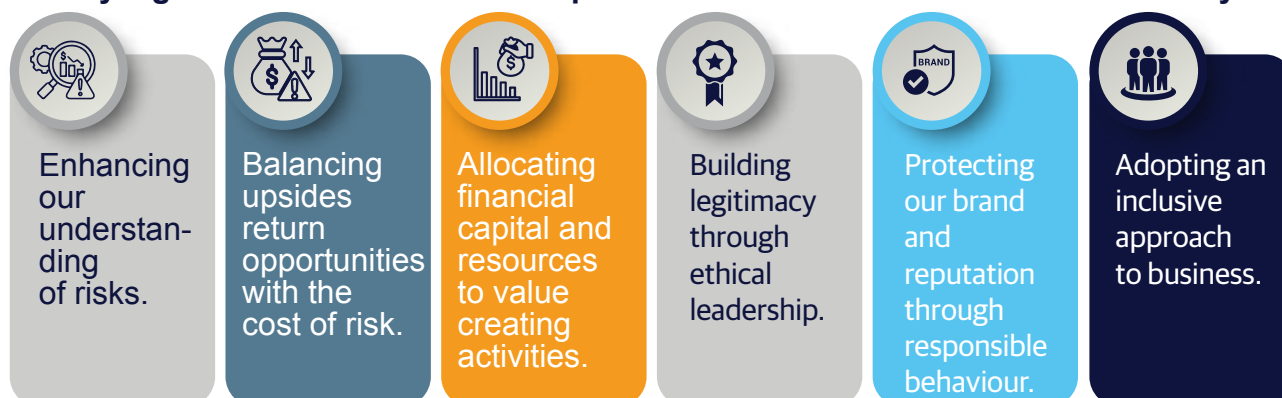 Enhancing
our
understan-
ding
of risks.
Balancing
upsides
return
opportunities
with the
cost of risk.
Allocating
financial
capital and
resources
to value
creating
activities.
Building
legitimacy
through
ethical
leadership.
BRAND
Protecting
our brand
and
reputation
through
responsible
behaviour.
Adopting an
inclusive
approach
to business.